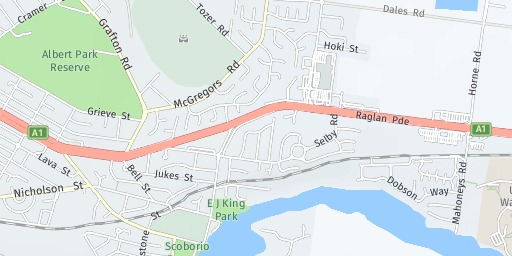 Cramer
Tozer Rd
Dales Rd
Grafton Rd
Hoki St
Albert Park
Reserve
McGregors Rd
Horne Rd
Grieve St
Raglan Pde
A1
A1
Selby Rd
Lava St
Bell St
Jukes St
Nicholson St
Dobson Way
Mahoneys Rd
E J King
Park
stone St
Scoborio